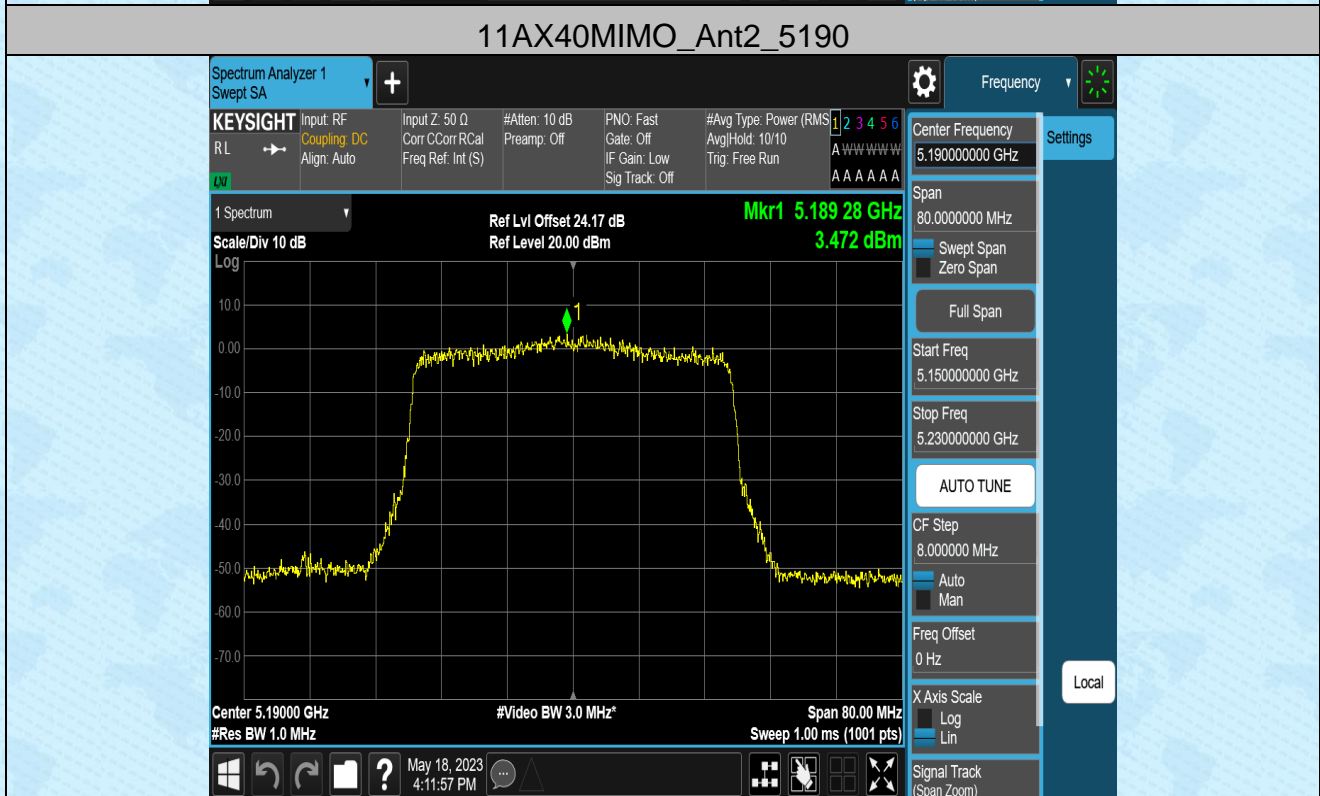 11AX40MIMO_Ant2_5190
Spectrum Analyzer 1
Swept SA
+
Frequency
KEYSIGHT
RL
LXI
Input: RF
Coupling: DC
Align: Auto
Input Z: 50 Ω
Corr CCorr RCal
Freq Ref: Int (S)
#Atten: 10 dB
Preamp: Off
PNO: Fast
Gate: Off
IF Gain: Low
Sig Track: Off
#Avg Type: Power (RMS
Avg|Hold: 10/10
Trig: Free Run
1 2 3 4 5 6
A W W W W W
A A A A A A
Center Frequency
5.190000000 GHz
Settings
Span
80.0000000 MHz
Swept Span
Zero Span
Full Span
Start Freq
5.150000000 GHz
Stop Freq
5.230000000 GHz
AUTO TUNE
CF Step
8.000000 MHz
Auto
Man
Freq Offset
0 Hz
X Axis Scale
Log
Lin
Local
Signal Track
(Span Zoom)
1 Spectrum
Scale/Div 10 dB
Log
Ref Lvl Offset 24.17 dB
Ref Level 20.00 dBm
Mkr1 5.189 28 GHz
3.472 dBm
1
10.0
0.00
-10.0
-20.0
-30.0
-40.0
-50.0
-60.0
-70.0
Center 5.19000 GHz
#Res BW 1.0 MHz
#Video BW 3.0 MHz*
Span 80.00 MHz
Sweep 1.00 ms (1001 pts)
?
May 18, 2023
4:11:57 PM